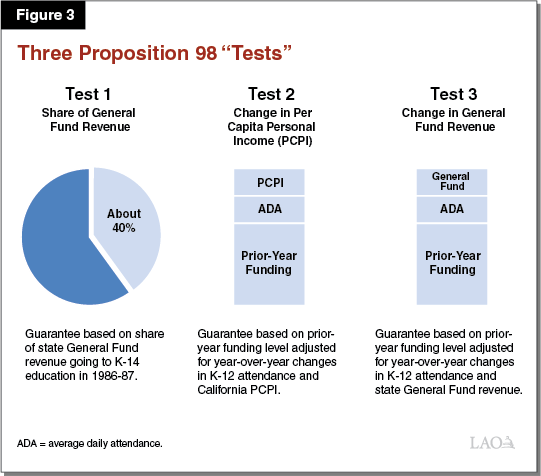 Figure 3
Three Proposition 98 “Tests”
Test 1
Share of General
Fund Revenue
About
40%
Guarantee based on share
of state General Fund
revenue going to K-14
education in 1986-87.
Test 2
Change in Per
Capita Personal
Income (PCPI)
PCPI
ADA
Prior-Year
Funding
Guarantee based on prior-
year funding level adjusted
for year-over-year changes
in K-12 attendance and
California PCPI.
Test 3
Change in General
Fund Revenue
General
Fund
ADA
Prior-Year
Funding
Guarantee based on prior-
year funding level adjusted
for year-over-year changes
in K-12 attendance and
state General Fund revenue.
ADA = average daily attendance.
LAO